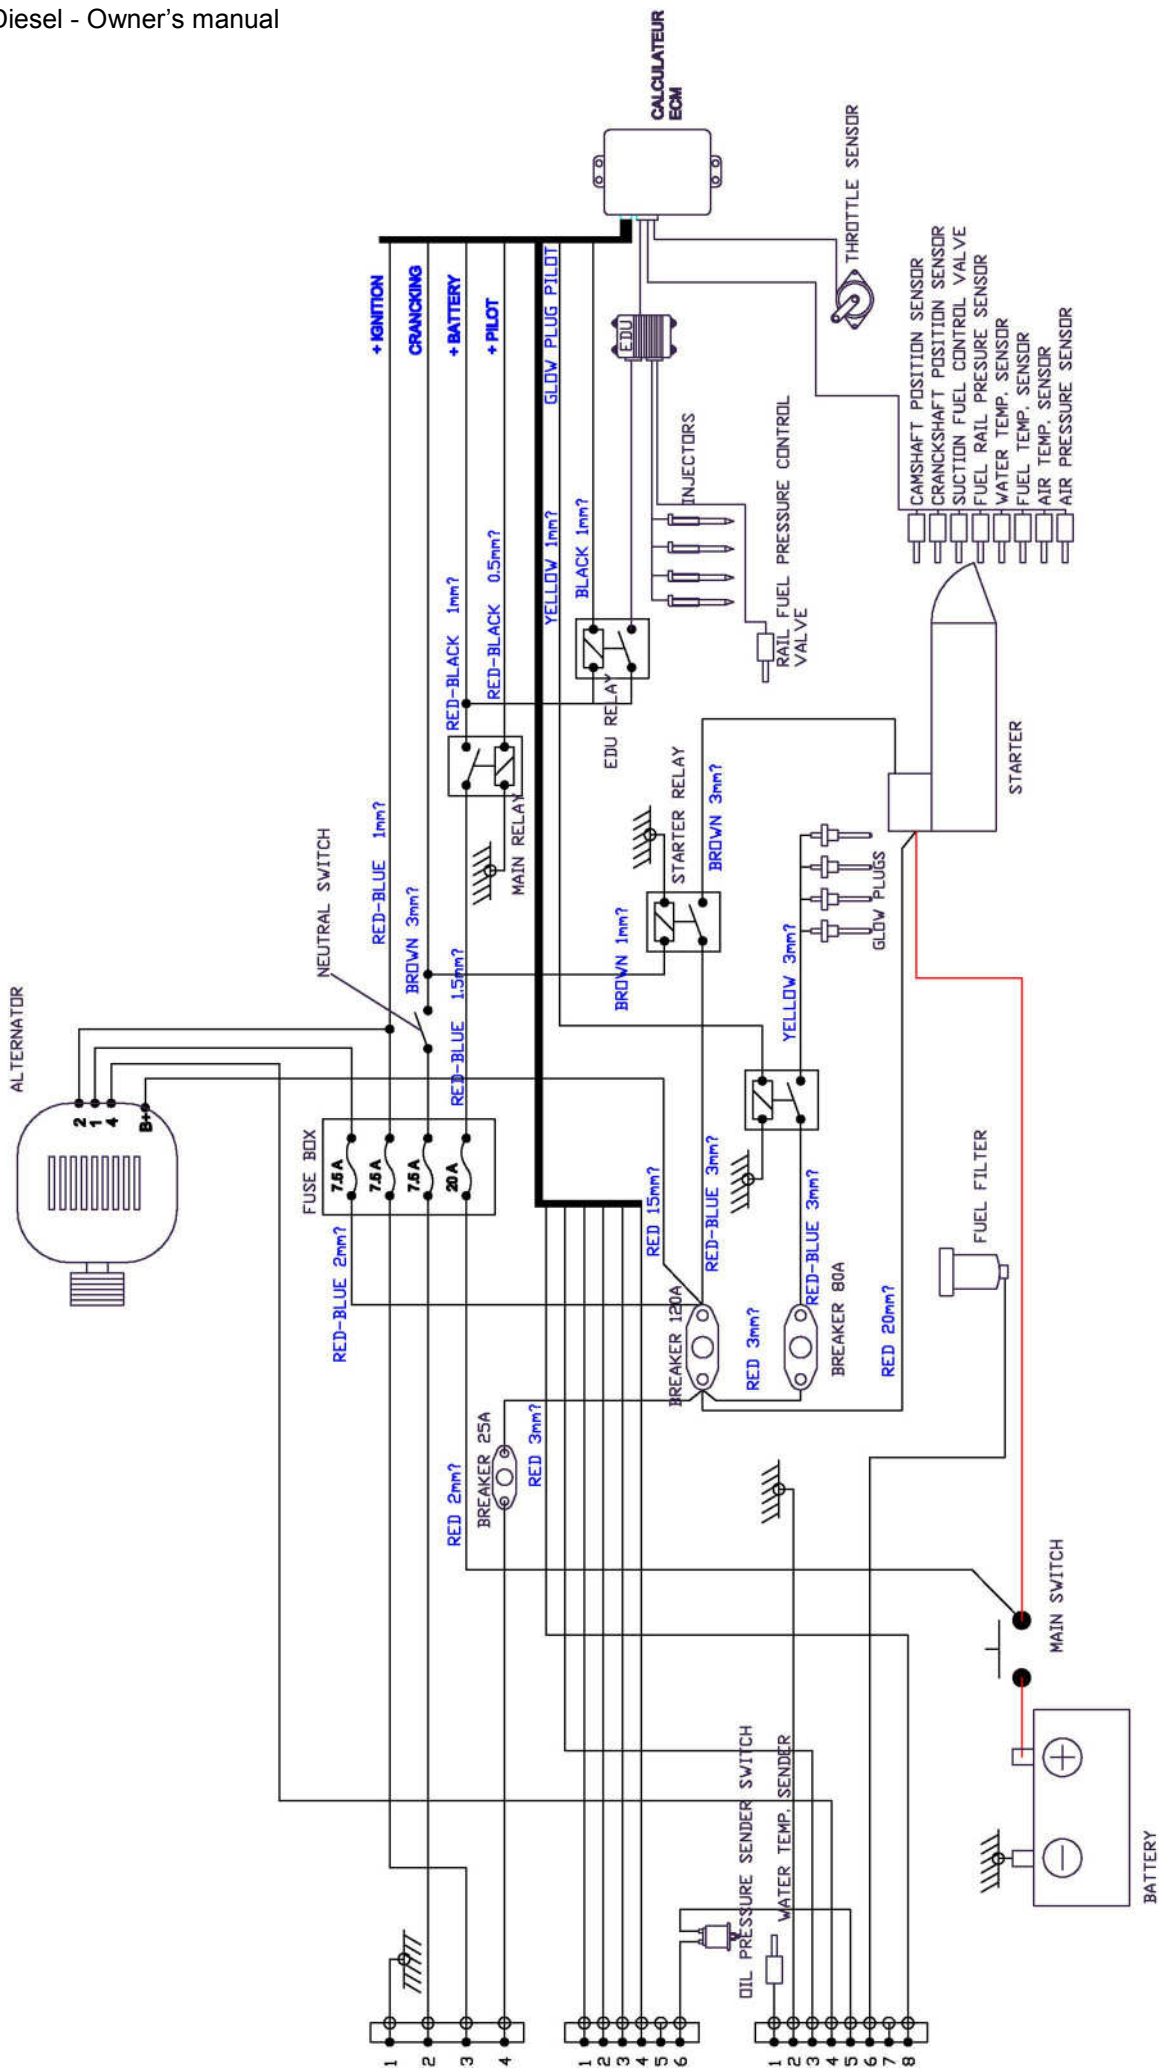 Diesel - Owner's manual
CALCULATEUR
ECM
THROTTLE SENSOR
+ IGNITION
CRANCKING
+ BATTERY
+ PILOT
GLOW PLUG PILOT
EDU
CAMSHAFT POSITION SENSOR
CRANCKSHAFT POSITION SENSOR
SUCTION FUEL CONTROL VALVE
FUEL RAIL PRESURE SENSOR
WATER TEMP. SENSOR
FUEL TEMP. SENSOR
AIR TEMP. SENSOR
AIR PRESSURE SENSOR
INJECTORS
RAIL FUEL PRESSURE CONTROL
VALVE
RED-BLACK 1mm?
RED-BLACK 0.5mm?
YELLOW 1mm?
BLACK 1mm?
EDU RELAY
MAIN RELAY
STARTER RELAY
STARTER
RED-BLUE 1mm?
NEUTRAL SWITCH
BROWN 3mm?
RED-BLUE 1.5mm?
BROWN 1mm?
BROWN 3mm?
YELLOW 3mm?
GLOW PLUGS
ALTERNATOR
2
1
4
B+
FUSE BOX
7.5 A
7.5 A
7.5 A
20 A
RED-BLUE 2mm?
RED 15mm?
RED-BLUE 3mm?
RED-BLUE 3mm?
BREAKER 120A
BREAKER 80A
RED 3mm?
RED 20mm?
FUEL FILTER
BREAKER 25A
RED 2mm?
RED 3mm?
MAIN SWITCH
OIL PRESSURE SENDER SWITCH
WATER TEMP. SENDER
BATTERY
+
−
1
2
3
4
1
2
3
4
5
6
1
2
3
4
5
6
7
8